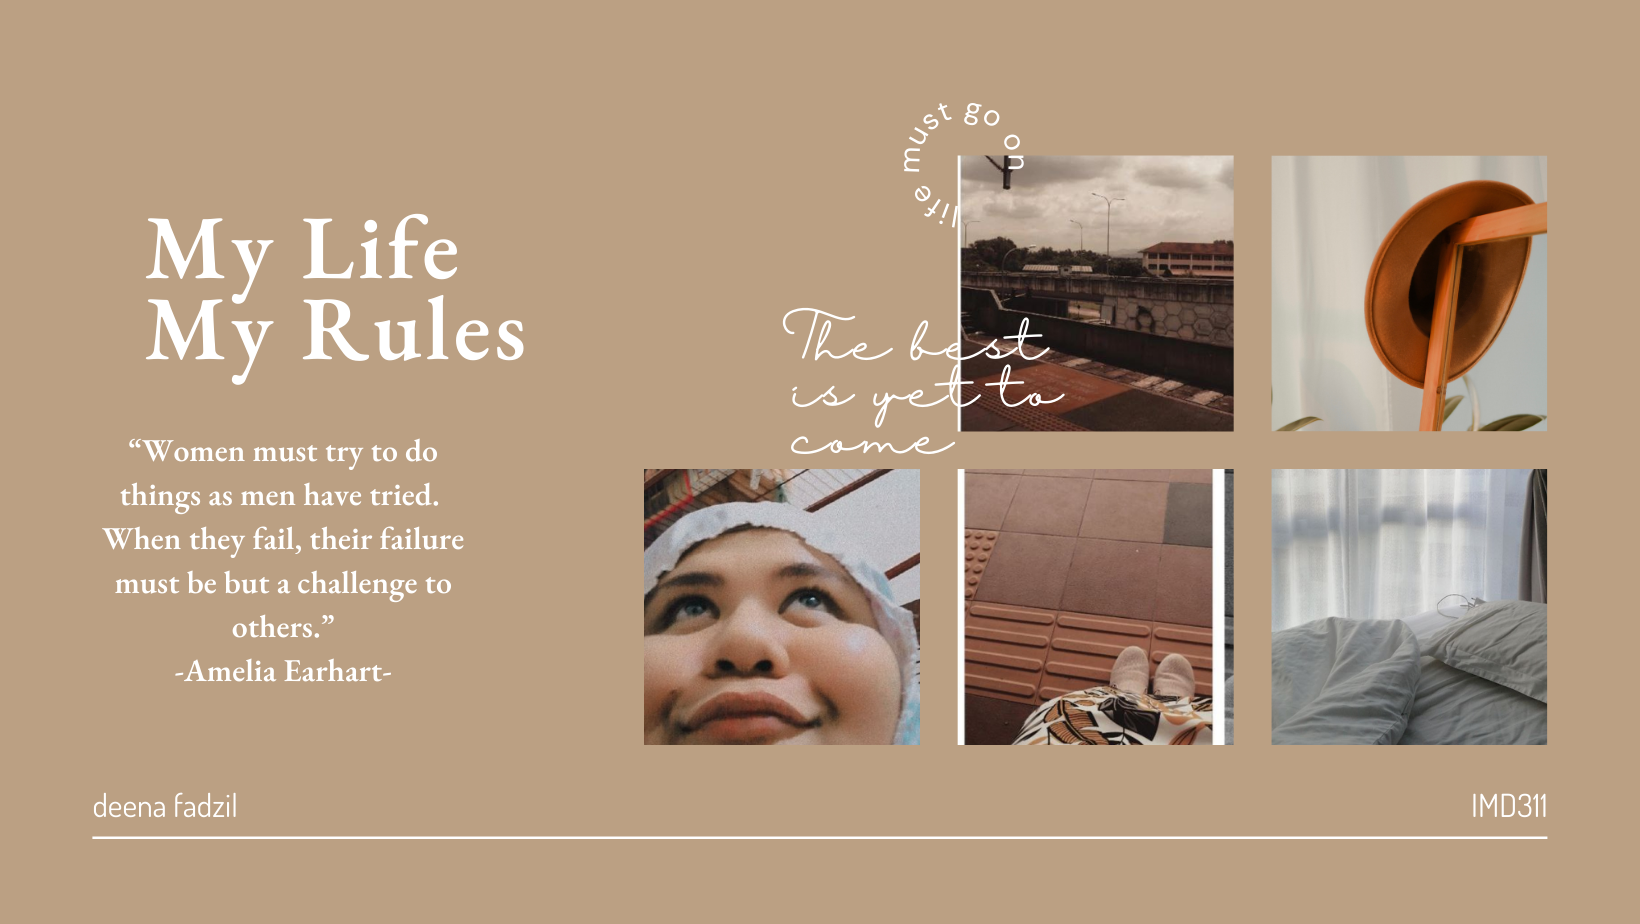 My Life
My Rules
“Women must try to do
things as men have tried.
When they fail, their failure
must be but a challenge to
others.”
-Amelia Earhart-
life must go on
The best
is yet to
come
deena fadzil
IMD311